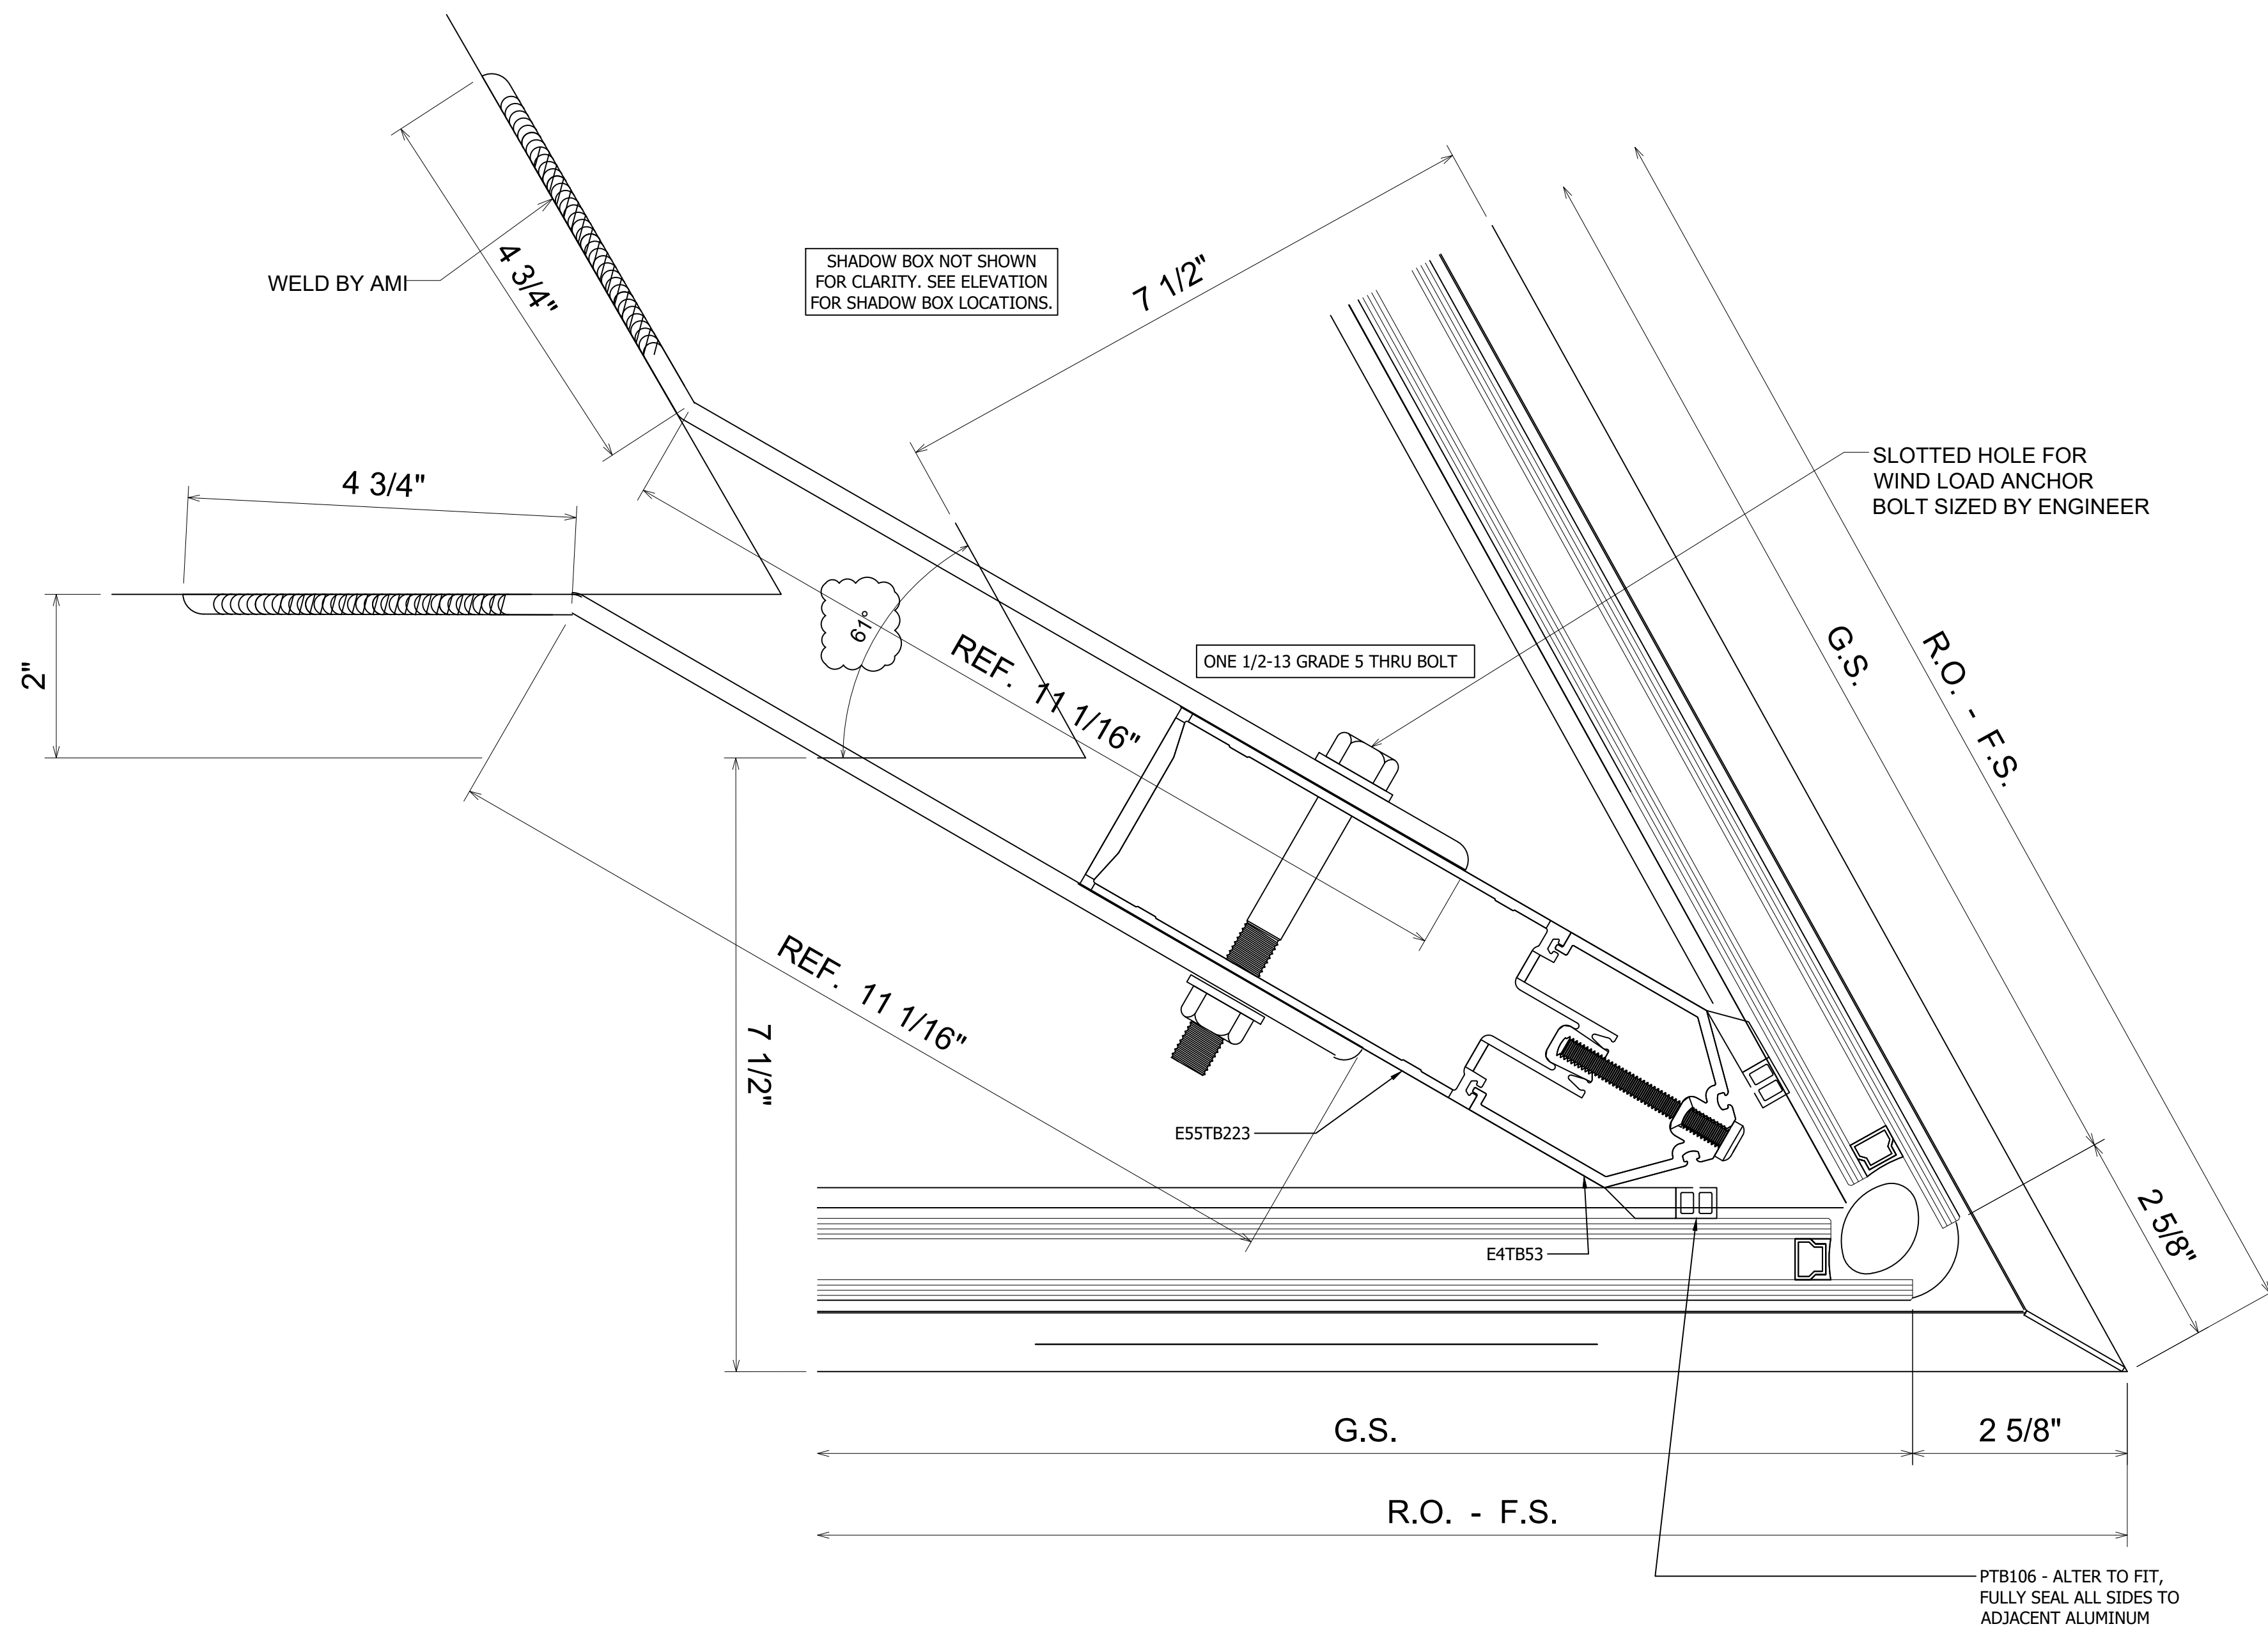 WELD BY AMI
4 3/4"
SHADOW BOX NOT SHOWN
FOR CLARITY. SEE ELEVATION
FOR SHADOW BOX LOCATIONS.
7 1/2"
SLOTTED HOLE FOR
WIND LOAD ANCHOR
BOLT SIZED BY ENGINEER
4 3/4"
2"
61°
REF. 11 1/16"
ONE 1/2-13 GRADE 5 THRU BOLT
G.S.
R.O. - F.S.
REF. 11 1/16"
7 1/2"
E55TB223
E4TB53
2 5/8"
G.S.
2 5/8"
R.O. - F.S.
PTB106 - ALTER TO FIT,
FULLY SEAL ALL SIDES TO
ADJACENT ALUMINUM